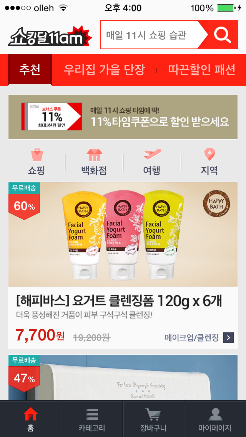 olleh 오후 4:00 100%
쇼킹딜 11am 매일 11시 쇼핑 습관
추천 우리집 가을 단장 따끈할인 패션
매일 11시 쇼핑 타임에 딱!
11% 11%타임쿠폰으로 할인 받으세요
쇼핑 백화점 여행 지역
무료배송
60%
HAPPY BATH
Facial Yogurt Foam Facial Yogurt Foam Facial Yogurt Foam
[해피바스] 요거트 클렌징폼 120g x 6개
더욱 풍성해진 거품이 피부 구석구석 클렌징!
7,700원 19,200원 메이크업/클렌징
무료배송
47%
홈 카테고리 장바구니 마이페이지